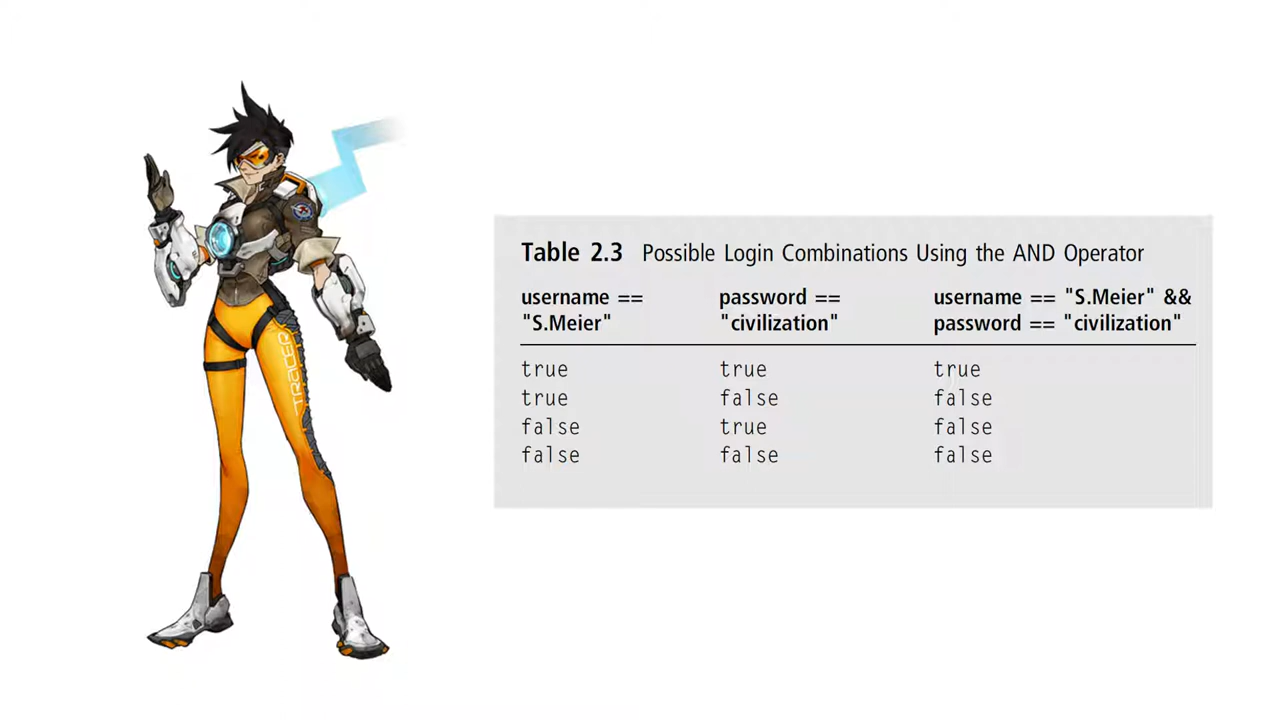 TRACER
Table 2.3 Possible Login Combinations Using the AND Operator
username == password == username == "S.Meier" &&
"S.Meier" "civilization" password == "civilization"
true true true
true false false
false true false
false false false